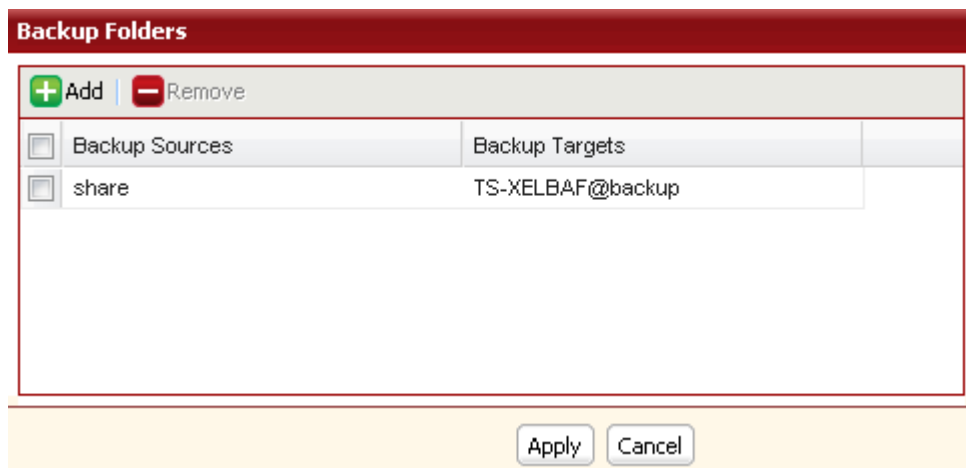 Backup Folders
Add Remove
Backup Sources Backup Targets
share TS-XELBAF@backup
Apply Cancel